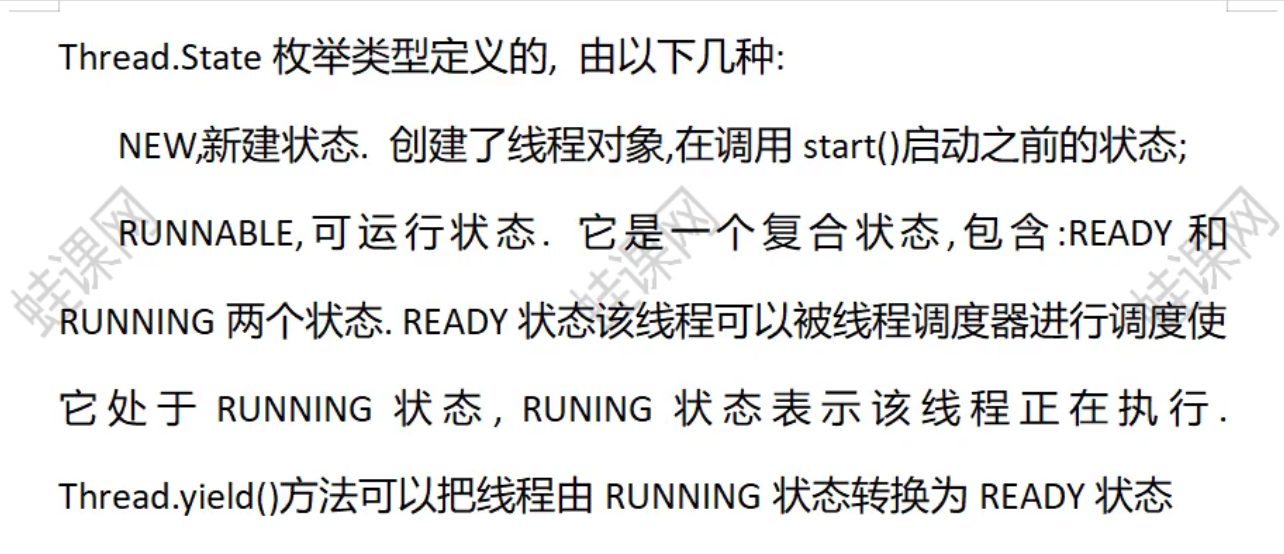 Thread.State 枚举类型定义的, 由以下几种:
NEW,新建状态. 创建了线程对象,在调用 start()启动之前的状态;
RUNNABLE,可运行状态. 它是一个复合状态,包含:READY 和
RUNNING 两个状态. READY 状态该线程可以被线程调度器进行调度使
它处于 RUNNING 状态, RUNING 状态表示该线程正在执行.
Thread.yield()方法可以把线程由 RUNNING 状态转换为 READY 状态
蛙课网
蛙课网
蛙课网